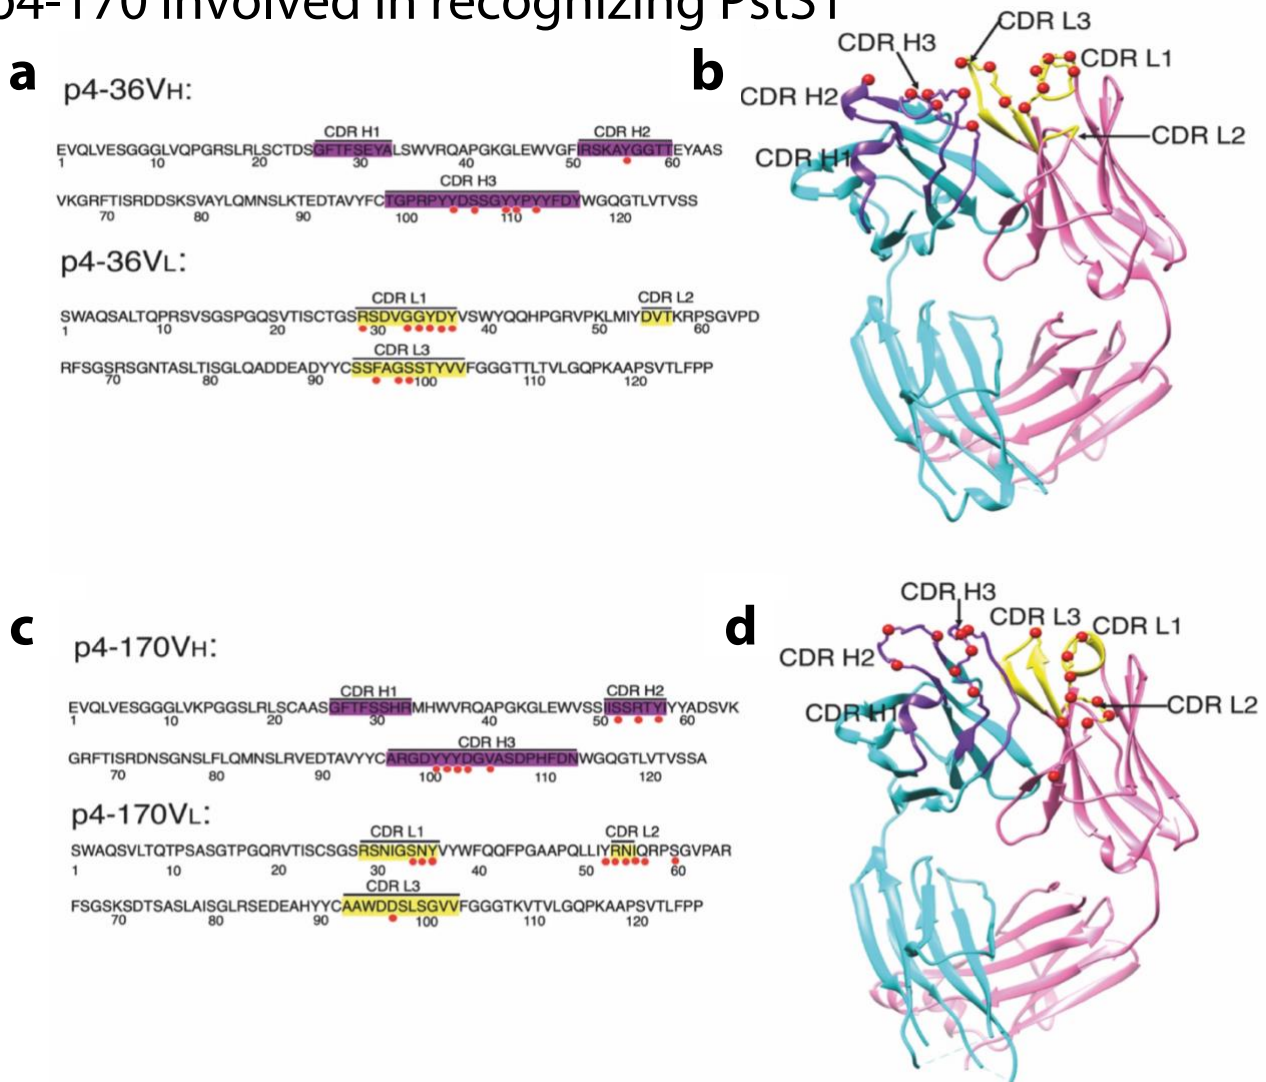 p4-170 involved in recognizing PstS1
a
p4-36VH:
CDR H1 CDR H2
EVQLVESGGGLVQPGRSLRLSCTDSGFTFSEYALSWVRQAPGKGLEWVGFIRSKAYGGTTEYAAS
1 10 20 30 40 50 60
CDR H3
VKGRFTISRDDSKSVAYLQMNSLKTEDTAVYFCTGPRPYYDSSGYYPYYFDYWGQGTLVTVSS
70 80 90 100 110 120
p4-36VL:
CDR L1 CDR L2
SWAQSALTQPRSVSGSPGQSVTISCTGSRSDVGGYDYVSWYQQHPGRVPKLMIYDVTKRPSGVPD
1 10 20 30 40 50 60
CDR L3
RFSGSRSGNTASLTISGLQADDEADYYCSSFAGSSTYVVFGGGTTLTVLGQPKAAPSVTLFPP
70 80 90 100 110 120
b
CDR L3
CDR H3
CDR L1
CDR H2
CDR L2
CDR H1
c
p4-170VH:
CDR H1 CDR H2
EVQLVESGGGLVKPGGSLRLSCAASGFTFSSHRMHWVRQAPGKGLEWVSSIISSRTYIYYADSVK
1 10 20 30 40 50 60
CDR H3
GRFTISRDNSGNSLFLQMNSLRVEDTAVYYCARGDYYYDGVASDPHFDNWGQGTLVTVSSA
70 80 90 100 110 120
p4-170VL:
CDR L1 CDR L2
SWAQSVLTQTPSASGTPGQRVTISCSGSRSNIGSNYVYWFQQFPGAAPQLLIYRNIQRPSGVPAR
1 10 20 30 40 50 60
CDR L3
FSGSKSDTSASLAISGLRSEDEAHYYCAAWDDSLSGVVFGGGTKVTVLGQPKAAPSVTLFPP
70 80 90 100 110 120
d
CDR H3
CDR L3
CDR L1
CDR H2
CDR L2
CDR H1